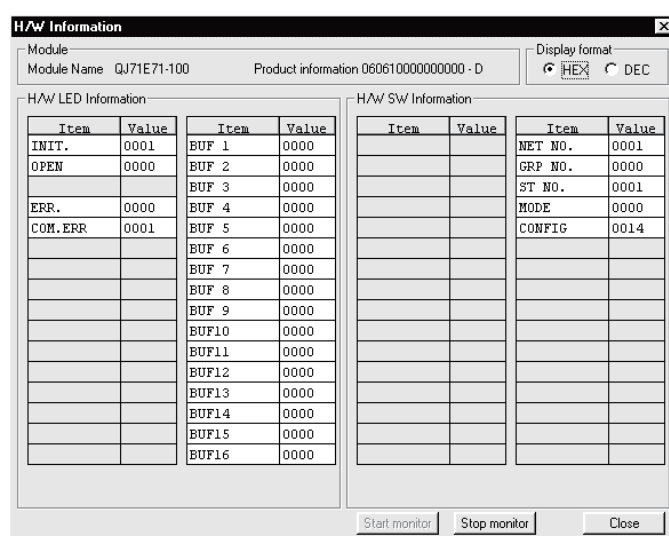 H/W Information
Module
Module Name QJ71E71-100 Product information 060610000000000 - D
Display format
HEX DEC
H/W LED Information
Item Value Item Value
INIT. 0001 BUF 1 0000
OPEN 0000 BUF 2 0000
BUF 3 0000
ERR. 0000 BUF 4 0000
COM.ERR 0001 BUF 5 0000
BUF 6 0000
BUF 7 0000
BUF 8 0000
BUF 9 0000
BUF10 0000
BUF11 0000
BUF12 0000
BUF13 0000
BUF14 0000
BUF15 0000
BUF16 0000
H/W SW Information
Item Value Item Value
NET NO. 0001
GRP NO. 0000
ST NO. 0001
MODE 0000
CONFIG 0014
Start monitor Stop monitor Close